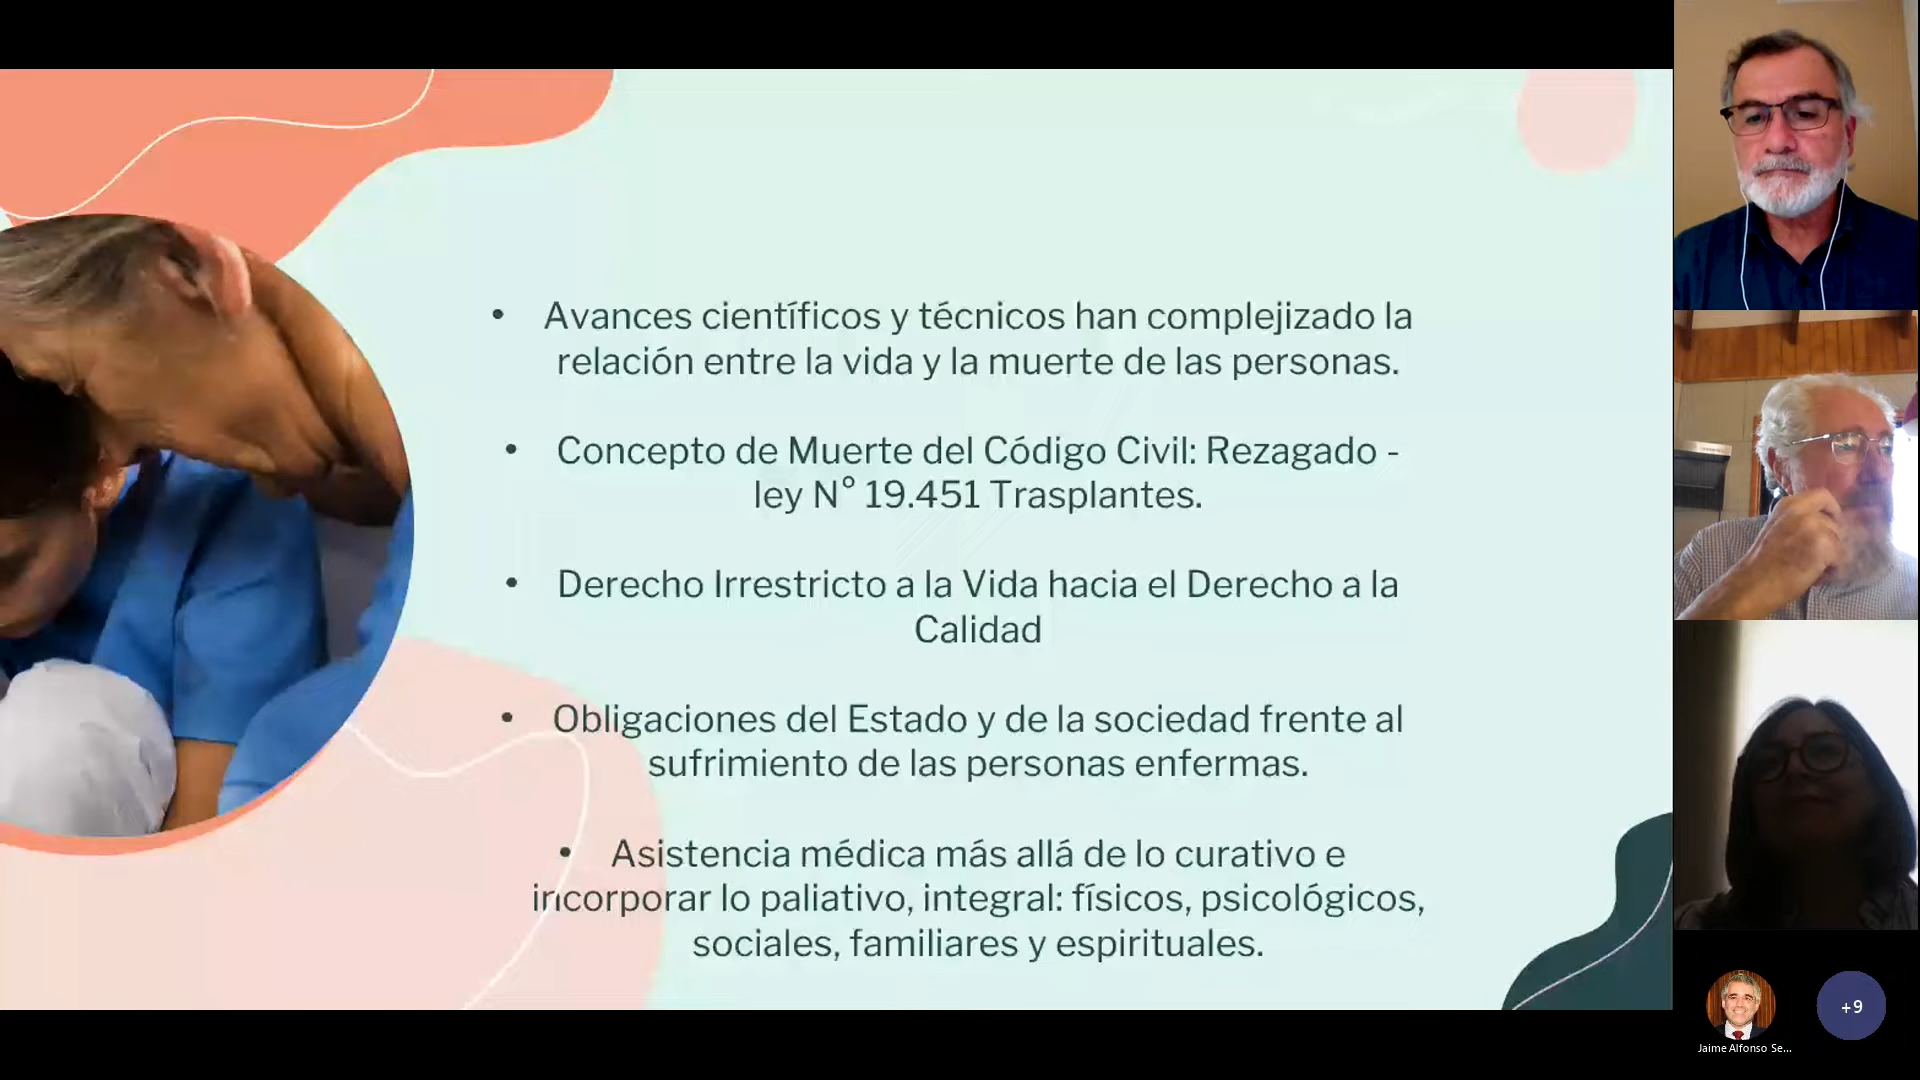 • Avances científicos y técnicos han complejizado la
relación entre la vida y la muerte de las personas.
• Concepto de Muerte del Código Civil: Rezagado -
ley N° 19.451 Trasplantes.
• Derecho Irrestricto a la Vida hacia el Derecho a la
Calidad
• Obligaciones del Estado y de la sociedad frente al
sufrimiento de las personas enfermas.
• Asistencia médica más allá de lo curativo e
incorporar lo paliativo, integral: físicos, psicológicos,
sociales, familiares y espirituales.
+9
Jaime Alfonso Se...